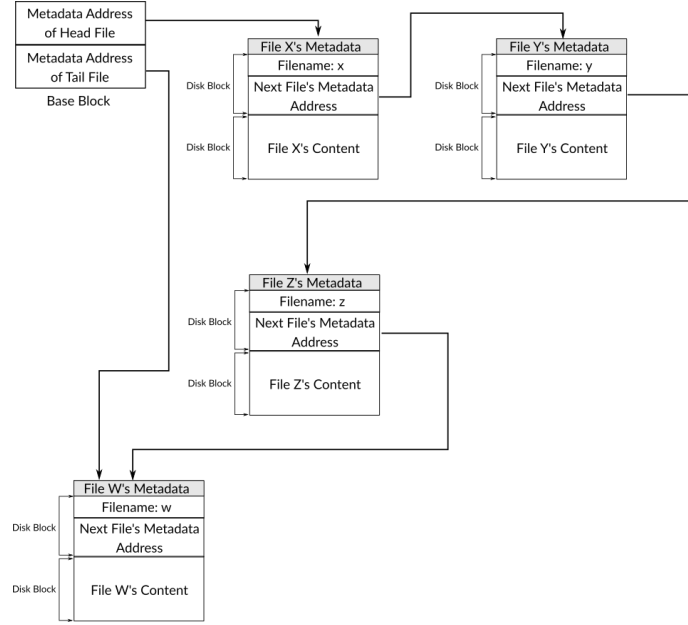 Metadata Address
of Head File
Metadata Address
of Tail File
Base Block
File X's Metadata
Filename: x
Next File's Metadata
Address
File X's Content
Disk Block
Disk Block
File Y's Metadata
Filename: y
Next File's Metadata
Address
File Y's Content
Disk Block
Disk Block
File Z's Metadata
Filename: z
Next File's Metadata
Address
File Z's Content
Disk Block
Disk Block
File W's Metadata
Filename: w
Next File's Metadata
Address
File W's Content
Disk Block
Disk Block